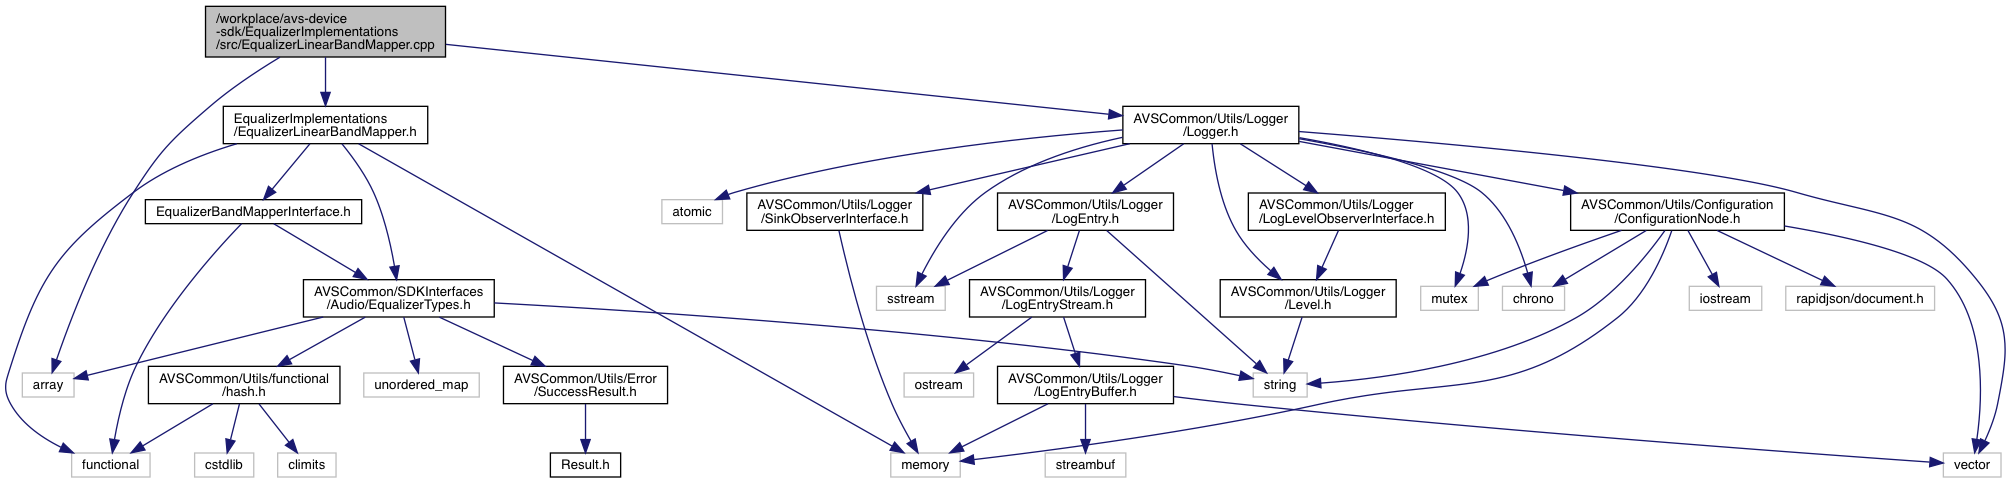 /workplace/avs-device
-sdk/EqualizerImplementations
/src/EqualizerLinearBandMapper.cpp
EqualizerImplementations
/EqualizerLinearBandMapper.h
AVSCommon/Utils/Logger
/Logger.h
EqualizerBandMapperInterface.h
atomic
AVSCommon/Utils/Logger
/SinkObserverInterface.h
AVSCommon/Utils/Logger
/LogEntry.h
AVSCommon/Utils/Logger
/LogLevelObserverInterface.h
AVSCommon/Utils/Configuration
/ConfigurationNode.h
AVSCommon/SDKInterfaces
/Audio/EqualizerTypes.h
sstream
AVSCommon/Utils/Logger
/LogEntryStream.h
AVSCommon/Utils/Logger
/Level.h
mutex
chrono
iostream
rapidjson/document.h
array
AVSCommon/Utils/functional
/hash.h
unordered_map
AVSCommon/Utils/Error
/SuccessResult.h
ostream
AVSCommon/Utils/Logger
/LogEntryBuffer.h
string
functional
cstdlib
climits
Result.h
memory
streambuf
vector